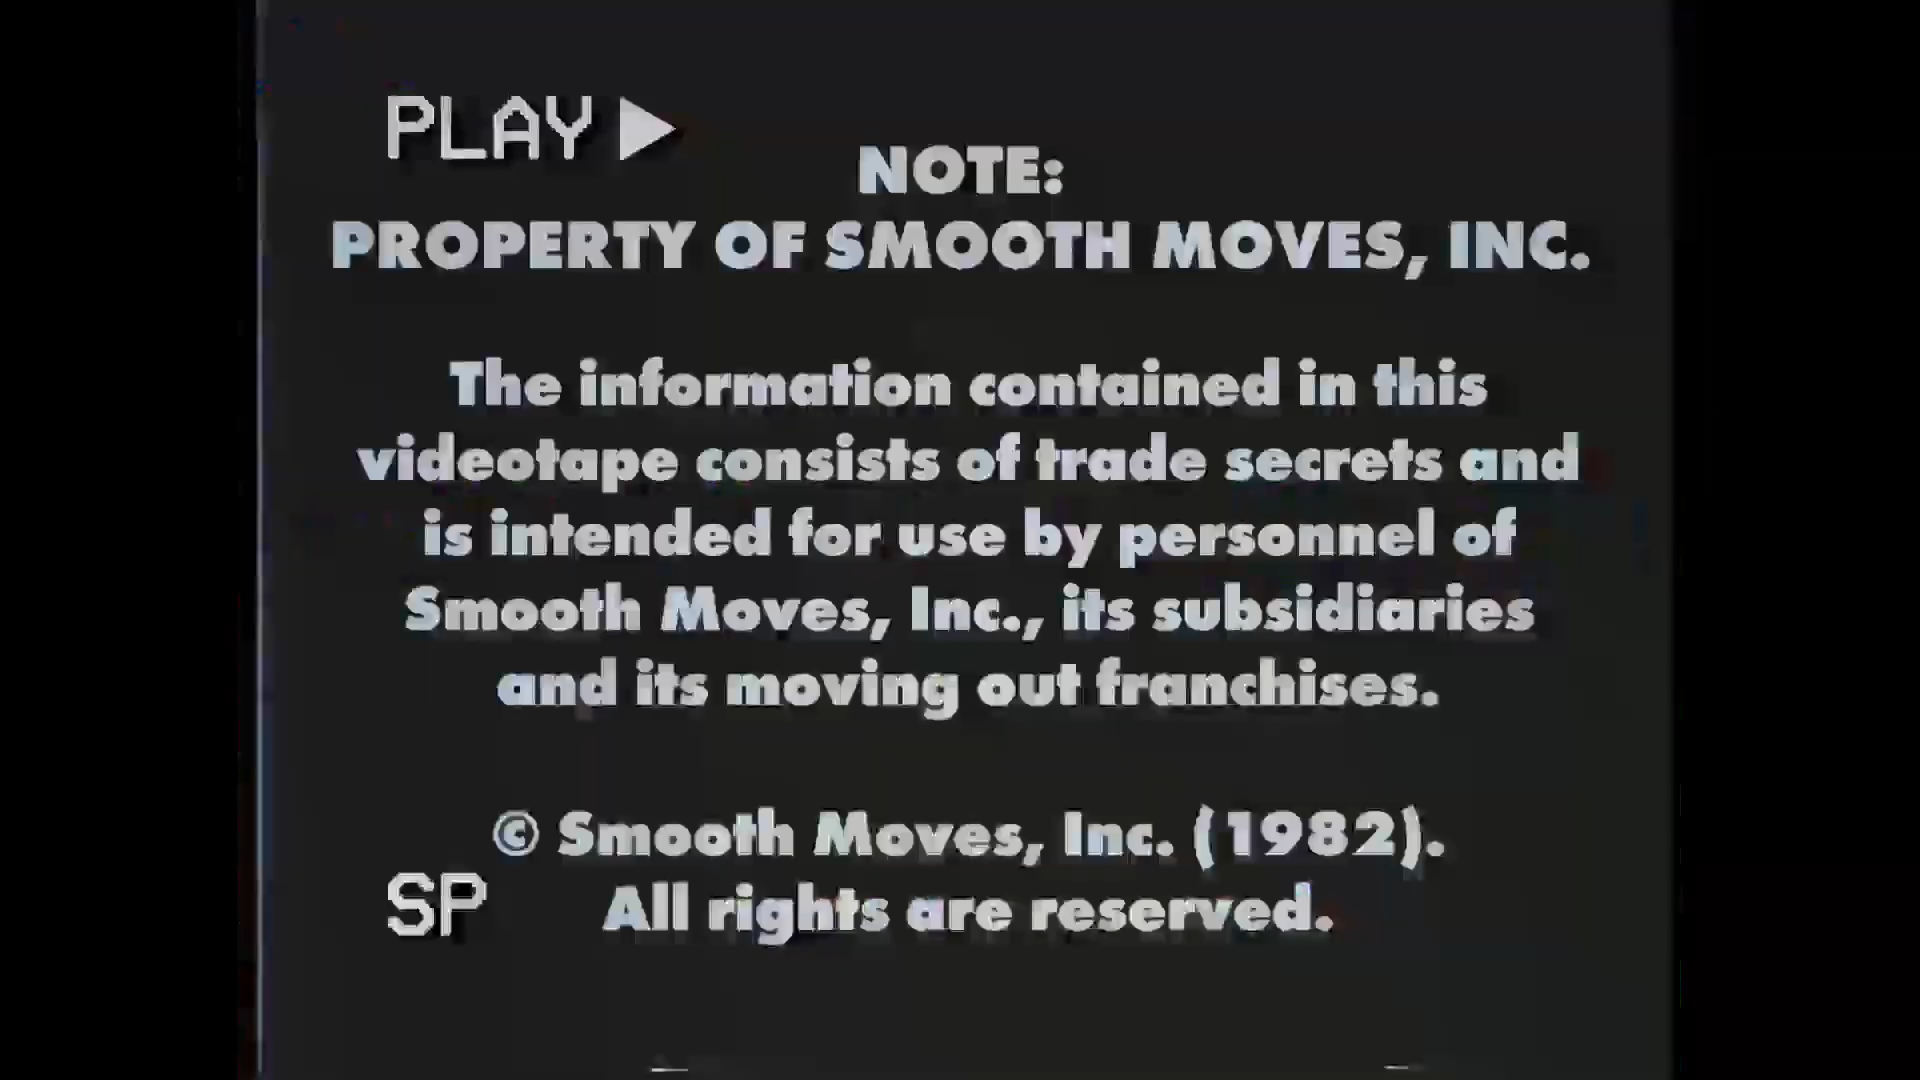 PLAY ▶
NOTE:
PROPERTY OF SMOOTH MOVES, INC.
The information contained in this
videotape consists of trade secrets and
is intended for use by personnel of
Smooth Moves, Inc., its subsidiaries
and its moving out franchises.
© Smooth Moves, Inc. (1982).
SP
All rights are reserved.